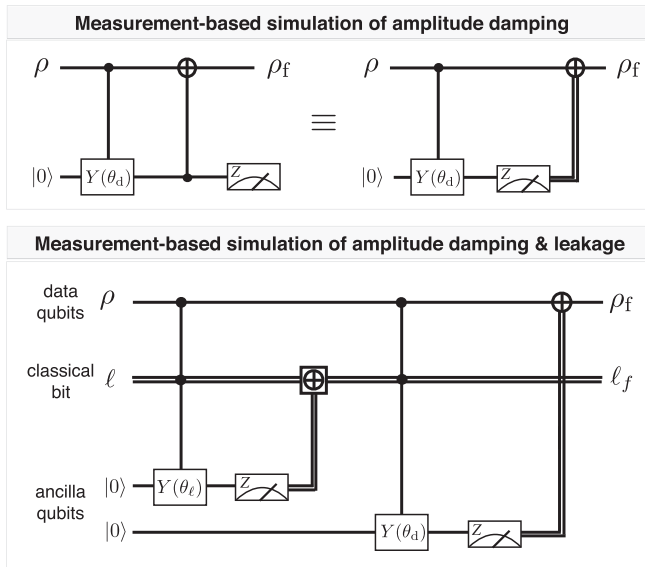 Measurement-based simulation of amplitude damping
ρ ρf ≡ ρ ρf
|0⟩ Y(θd) Z |0⟩ Y(θd) Z
Measurement-based simulation of amplitude damping & leakage
data qubits ρ ρf
classical bit ℓ ℓf
ancilla qubits
|0⟩ Y(θℓ) Z
|0⟩ Y(θd) Z